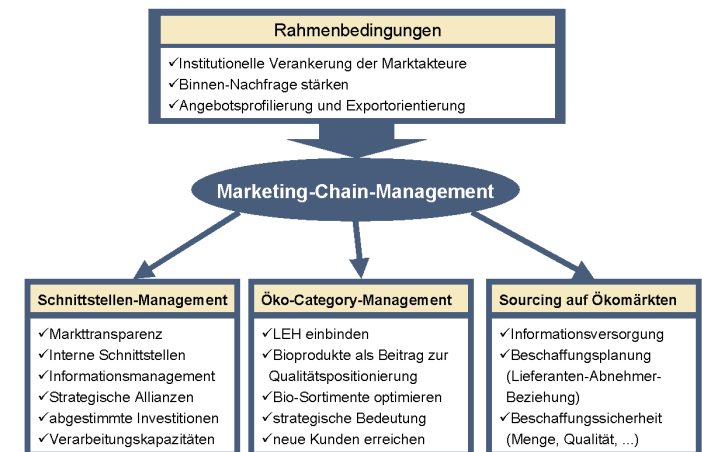 Rahmenbedingungen
✓Institutionelle Verankerung der Marktakteure
✓Binnen-Nachfrage stärken
✓Angebotsprofilierung und Exportorientierung
Marketing-Chain-Management
Schnittstellen-Management
✓Markttransparenz
✓Interne Schnittstellen
✓Informationsmanagement
✓Strategische Allianzen
✓abgestimmte Investitionen
✓Verarbeitungskapazitäten
Öko-Category-Management
✓LEH einbinden
✓Bioprodukte als Beitrag zur
Qualitätspositionierung
✓Bio-Sortimente optimieren
✓strategische Bedeutung
✓neue Kunden erreichen
Sourcing auf Ökomärkten
✓Informationsversorgung
✓Beschaffungsplanung
(Lieferanten-Abnehmer-
Beziehung)
✓Beschaffungssicherheit
(Menge, Qualität, ...)